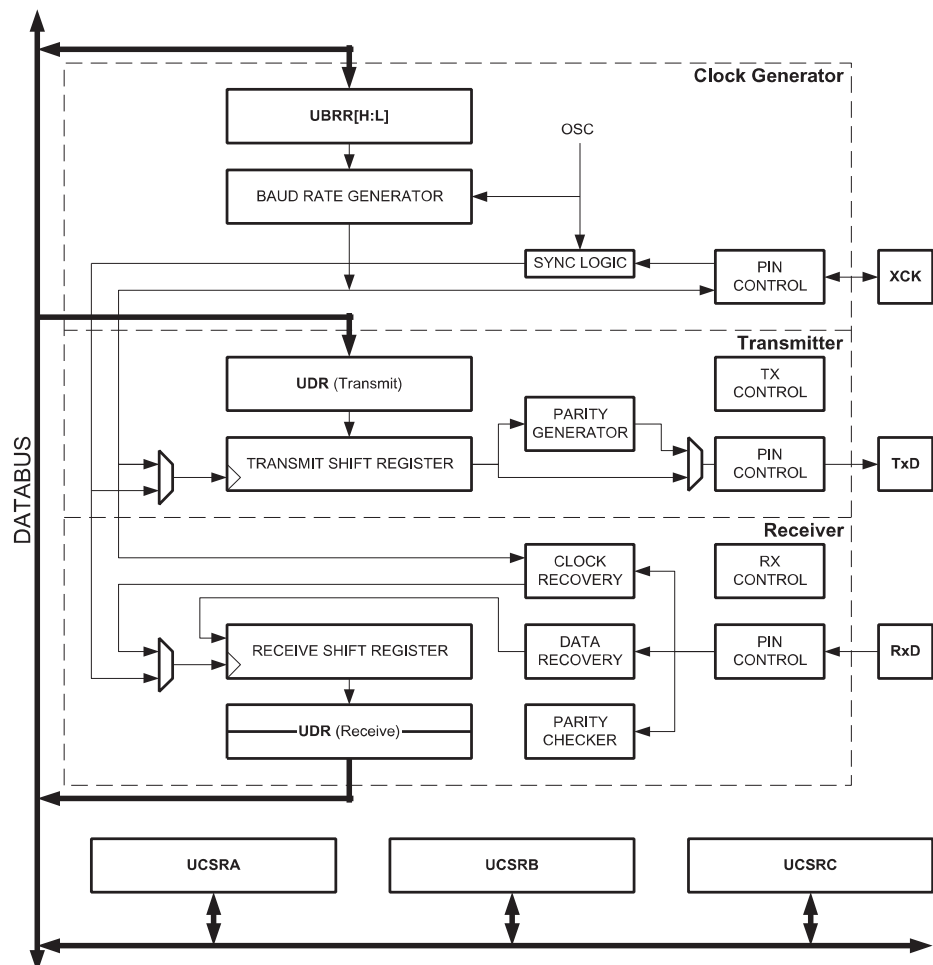 Clock Generator
UBRR[H:L]
OSC
BAUD RATE GENERATOR
SYNC LOGIC
PIN
CONTROL
XCK
Transmitter
UDR (Transmit)
TX
CONTROL
PARITY
GENERATOR
TRANSMIT SHIFT REGISTER
PIN
CONTROL
TxD
DATABUS
Receiver
CLOCK
RECOVERY
RX
CONTROL
RECEIVE SHIFT REGISTER
DATA
RECOVERY
PIN
CONTROL
RxD
UDR (Receive)
PARITY
CHECKER
UCSRA
UCSRB
UCSRC